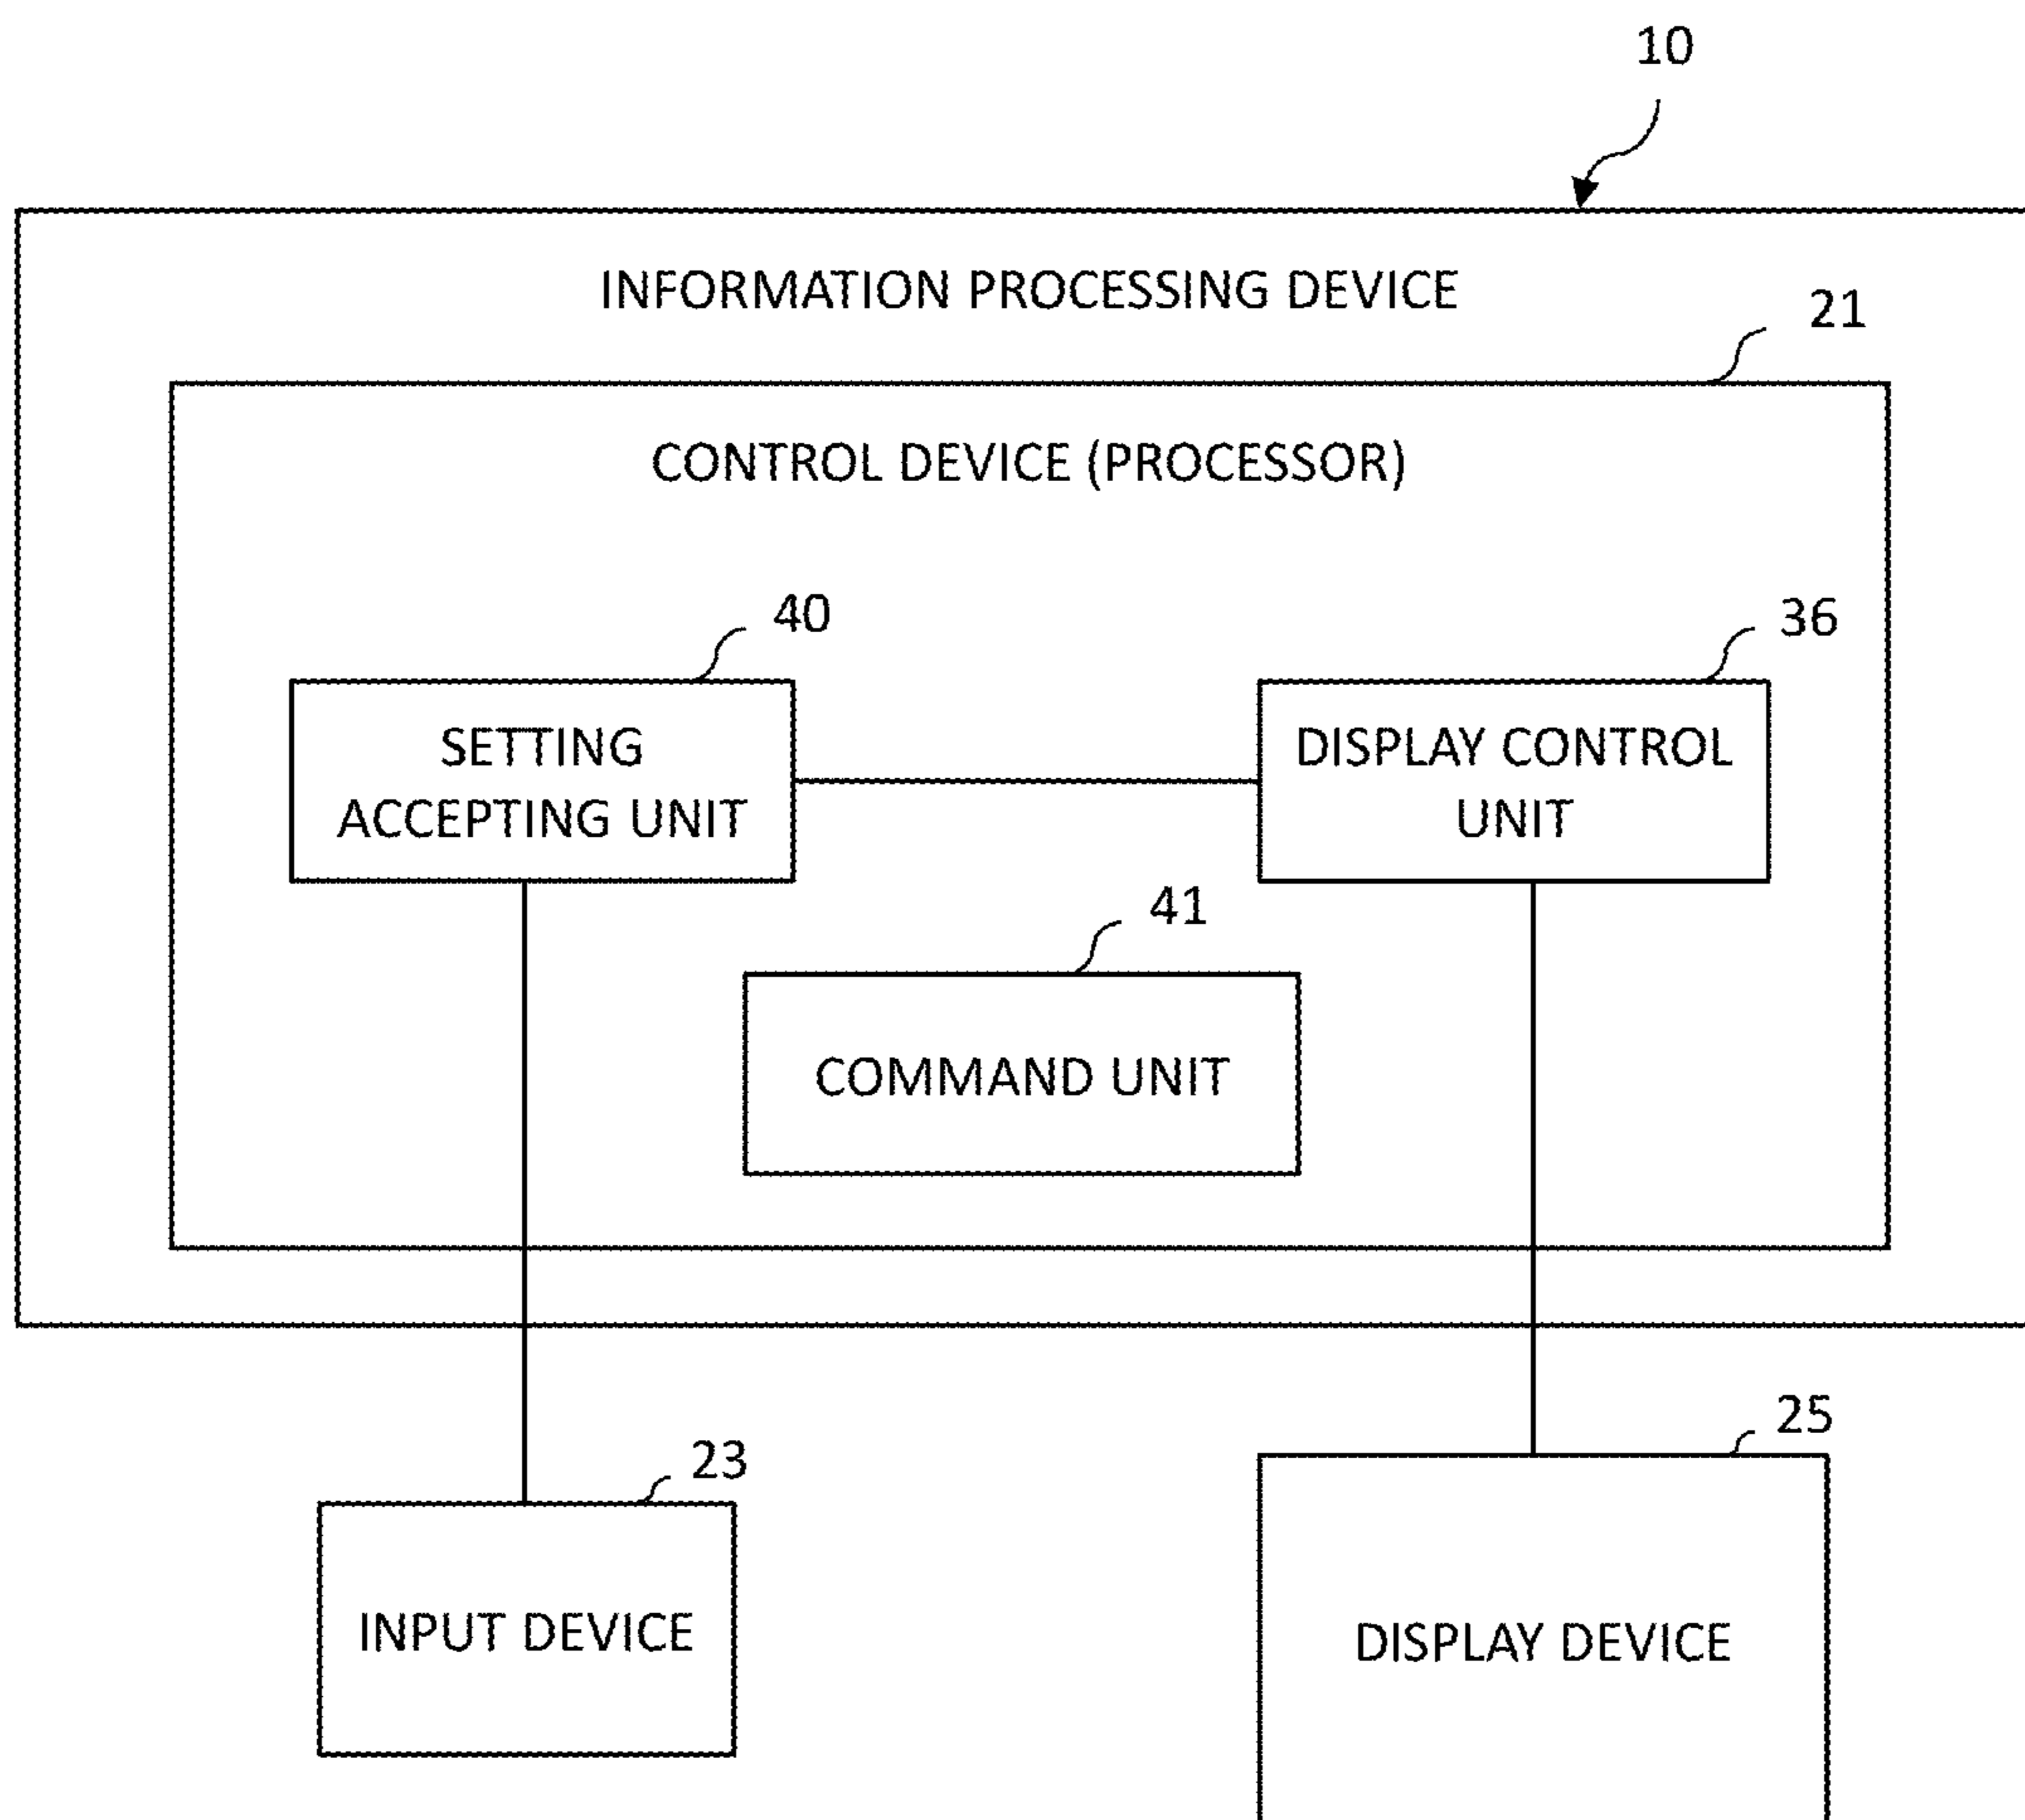 10
INFORMATION PROCESSING DEVICE
21
CONTROL DEVICE (PROCESSOR)
40
36
SETTING
ACCEPTING UNIT
DISPLAY CONTROL
UNIT
41
COMMAND UNIT
25
23
INPUT DEVICE
DISPLAY DEVICE